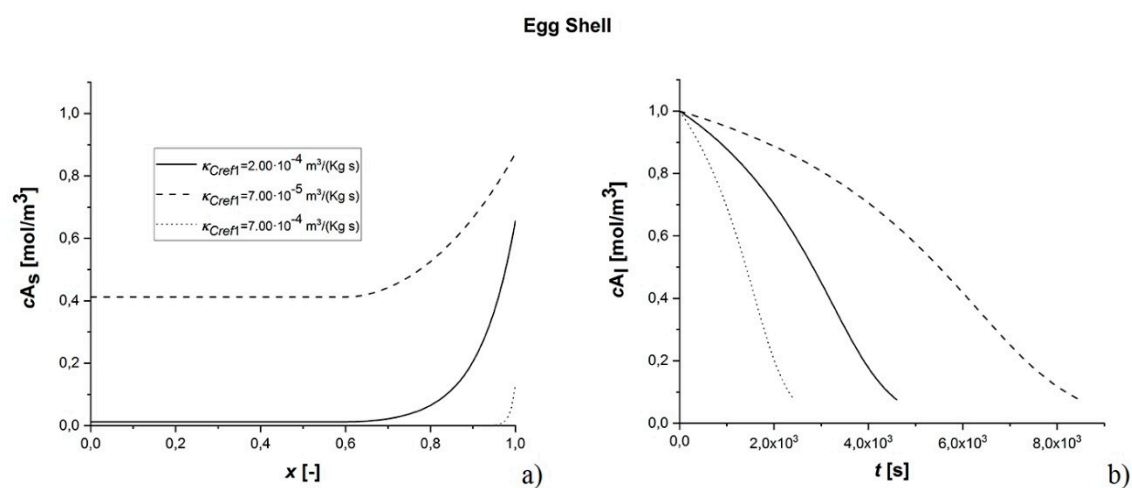 Egg Shell
1,0
0,8
0,6
0,4
0,2
0,0
cA_s [mol/m³]
κ_Cref1=2.00·10⁻⁴ m³/(Kg s)
κ_Cref1=7.00·10⁻⁵ m³/(Kg s)
κ_Cref1=7.00·10⁻⁴ m³/(Kg s)
0,0 0,2 0,4 0,6 0,8 1,0
x [-]
a)
1,0
0,8
0,6
0,4
0,2
0,0
cA_l [mol/m³]
0,0 2,0x10³ 4,0x10³ 6,0x10³ 8,0x10³
t [s]
b)